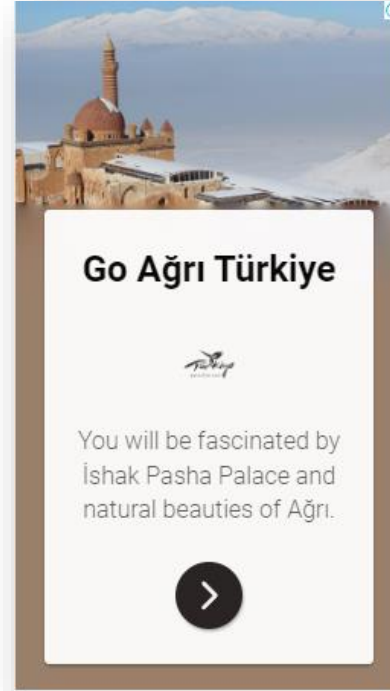 Go Ağrı Türkiye
Türkiye
You will be fascinated by
İshak Pasha Palace and
natural beauties of Ağrı.